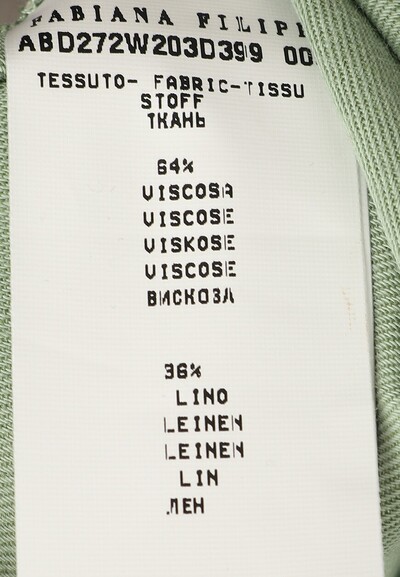 FABIANA FILIPI
ABD272W203D399 00
TESSUTO- FABRIC-TISSU
STOFF
ТКАНЬ
64%
VISCOSA
VISCOSE
VISKOSE
VISCOSE
ВИСКОЗА
36%
LINO
LEINEN
LEINEN
LIN
ЛЕН